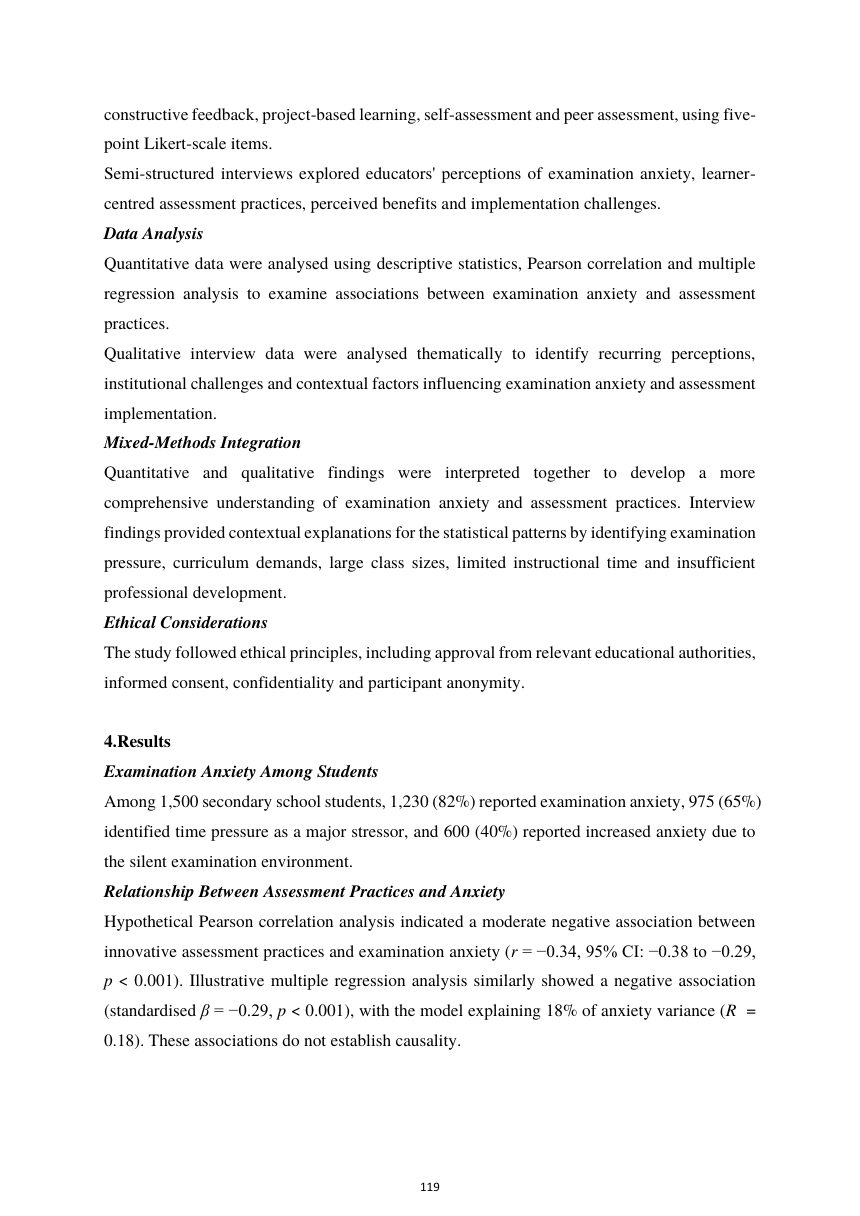 constructive feedback, project-based learning, self-assessment and peer assessment, using five-
point Likert-scale items.
Semi-structured interviews explored educators' perceptions of examination anxiety, learner-
centred assessment practices, perceived benefits and implementation challenges.
Data Analysis
Quantitative data were analysed using descriptive statistics, Pearson correlation and multiple
regression analysis to examine associations between examination anxiety and assessment
practices.
Qualitative interview data were analysed thematically to identify recurring perceptions,
institutional challenges and contextual factors influencing examination anxiety and assessment
implementation.
Mixed-Methods Integration
Quantitative and qualitative findings were interpreted together to develop a more
comprehensive understanding of examination anxiety and assessment practices. Interview
findings provided contextual explanations for the statistical patterns by identifying examination
pressure, curriculum demands, large class sizes, limited instructional time and insufficient
professional development.
Ethical Considerations
The study followed ethical principles, including approval from relevant educational authorities,
informed consent, confidentiality and participant anonymity.
4.Results
Examination Anxiety Among Students
Among 1,500 secondary school students, 1,230 (82%) reported examination anxiety, 975 (65%)
identified time pressure as a major stressor, and 600 (40%) reported increased anxiety due to
the silent examination environment.
Relationship Between Assessment Practices and Anxiety
Hypothetical Pearson correlation analysis indicated a moderate negative association between
innovative assessment practices and examination anxiety (r = −0.34, 95% CI: −0.38 to −0.29,
p < 0.001). Illustrative multiple regression analysis similarly showed a negative association
(standardised β = −0.29, p < 0.001), with the model explaining 18% of anxiety variance (R =
0.18). These associations do not establish causality.
119